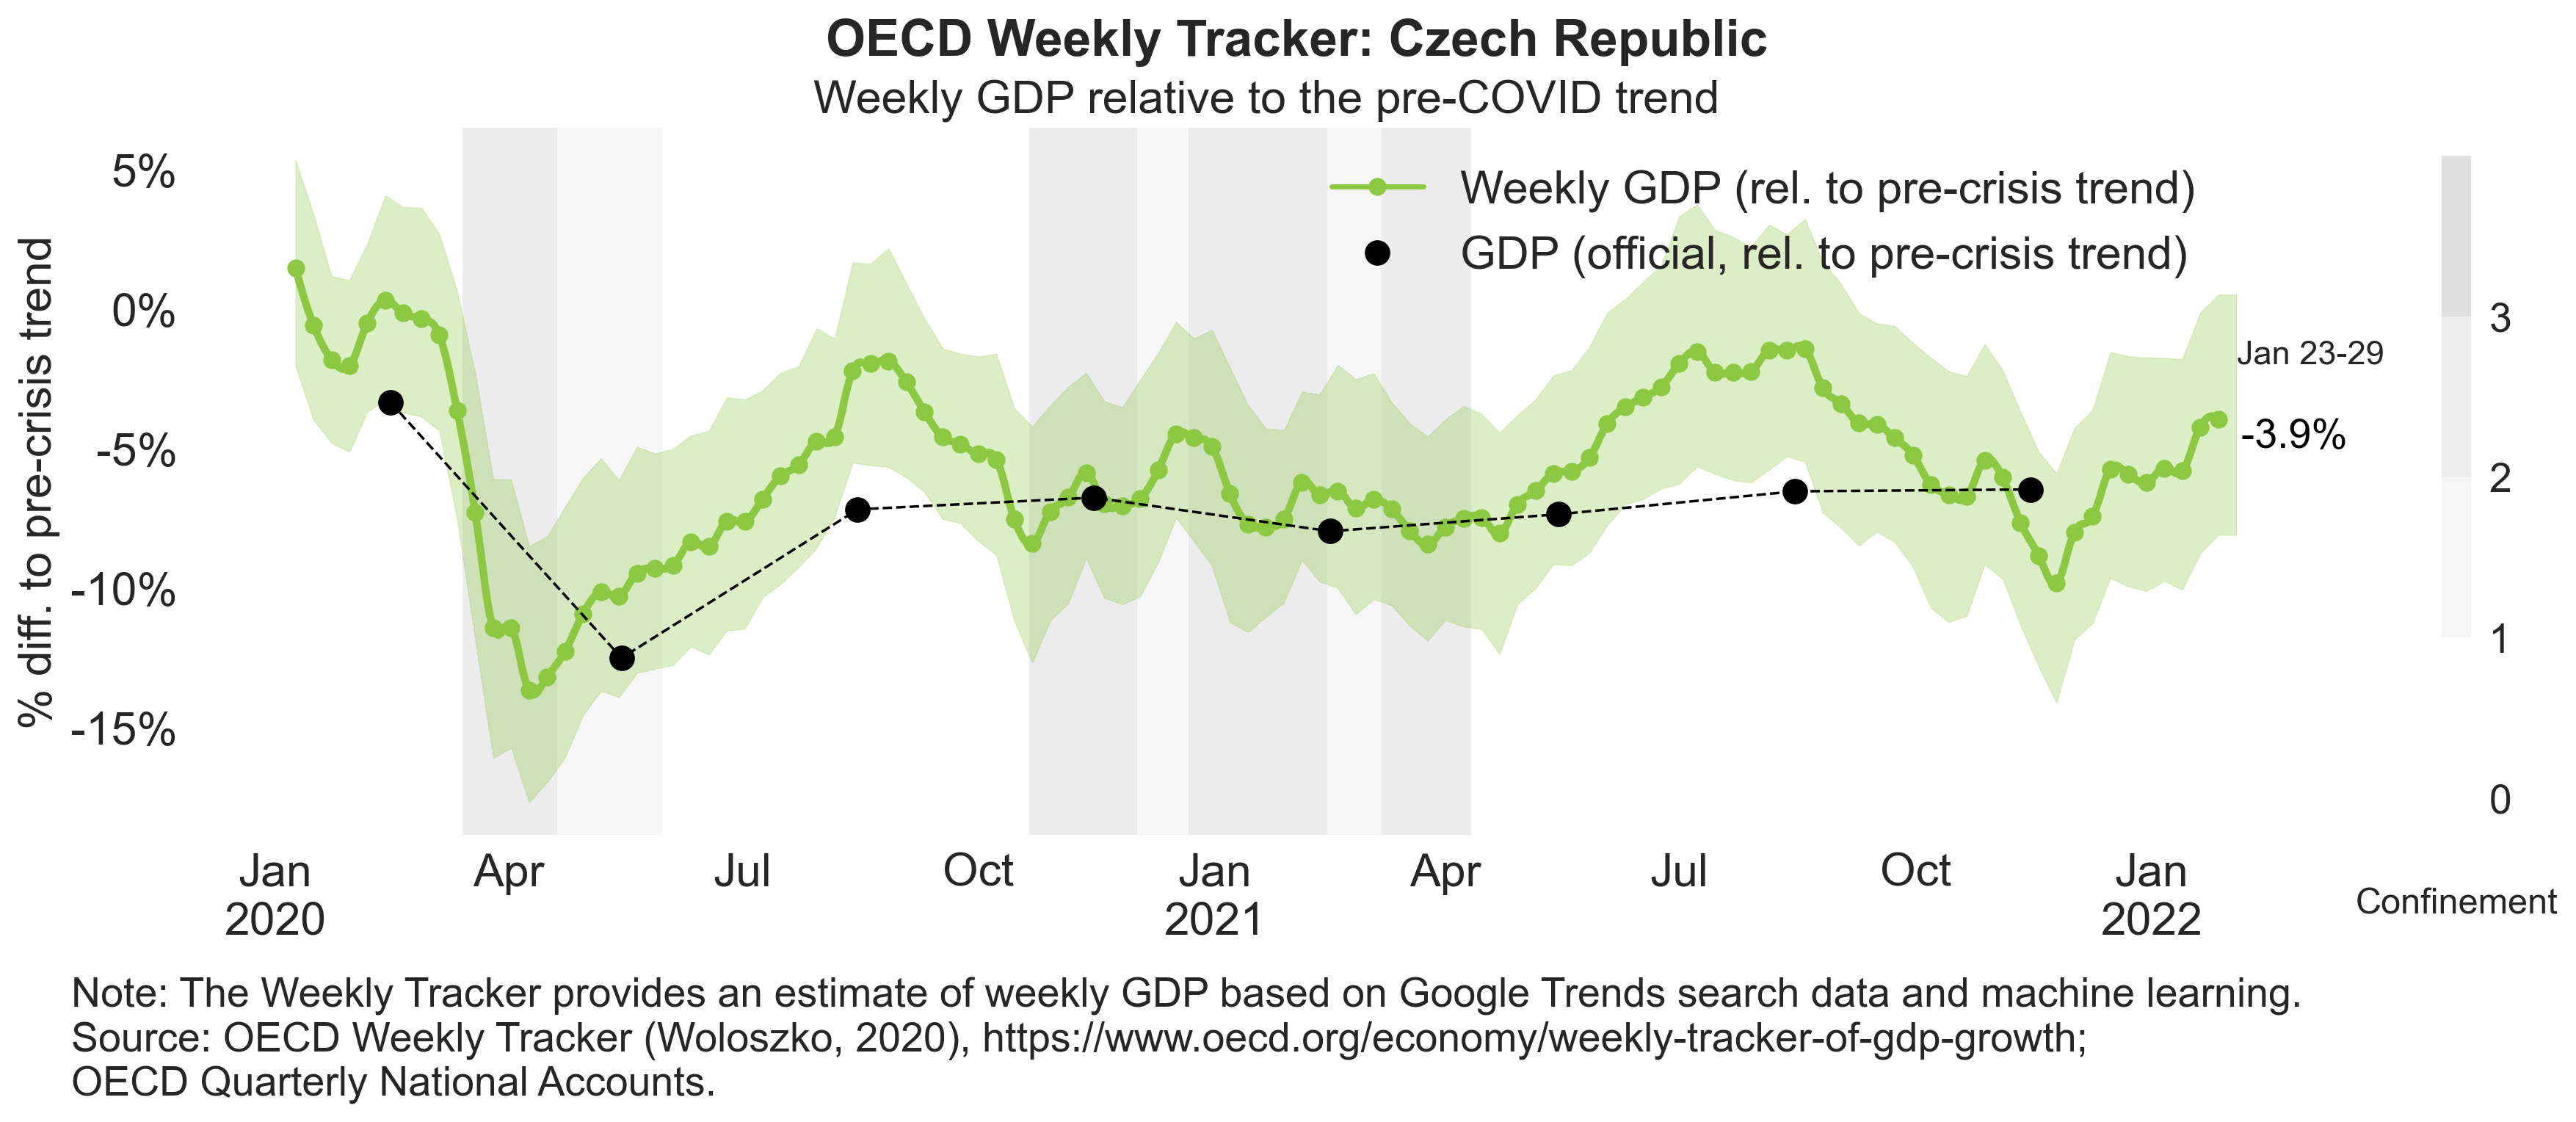 OECD Weekly Tracker: Czech Republic
Weekly GDP relative to the pre-COVID trend
% diff. to pre-crisis trend
5%
0%
-5%
-10%
-15%
Weekly GDP (rel. to pre-crisis trend)
GDP (official, rel. to pre-crisis trend)
Jan 23-29
-3.9%
3
2
1
0
Confinement
Jan Apr Jul Oct Jan Apr Jul Oct Jan
2020 2021 2022
Note: The Weekly Tracker provides an estimate of weekly GDP based on Google Trends search data and machine learning.
Source: OECD Weekly Tracker (Woloszko, 2020), https://www.oecd.org/economy/weekly-tracker-of-gdp-growth;
OECD Quarterly National Accounts.